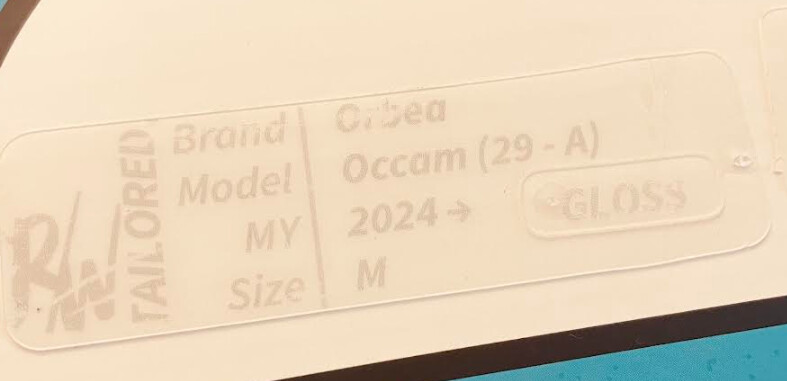 RW
TAILORED
Brand Orbea
Model Occam (29 - A)
MY 2024 →
Size M
GLOSS